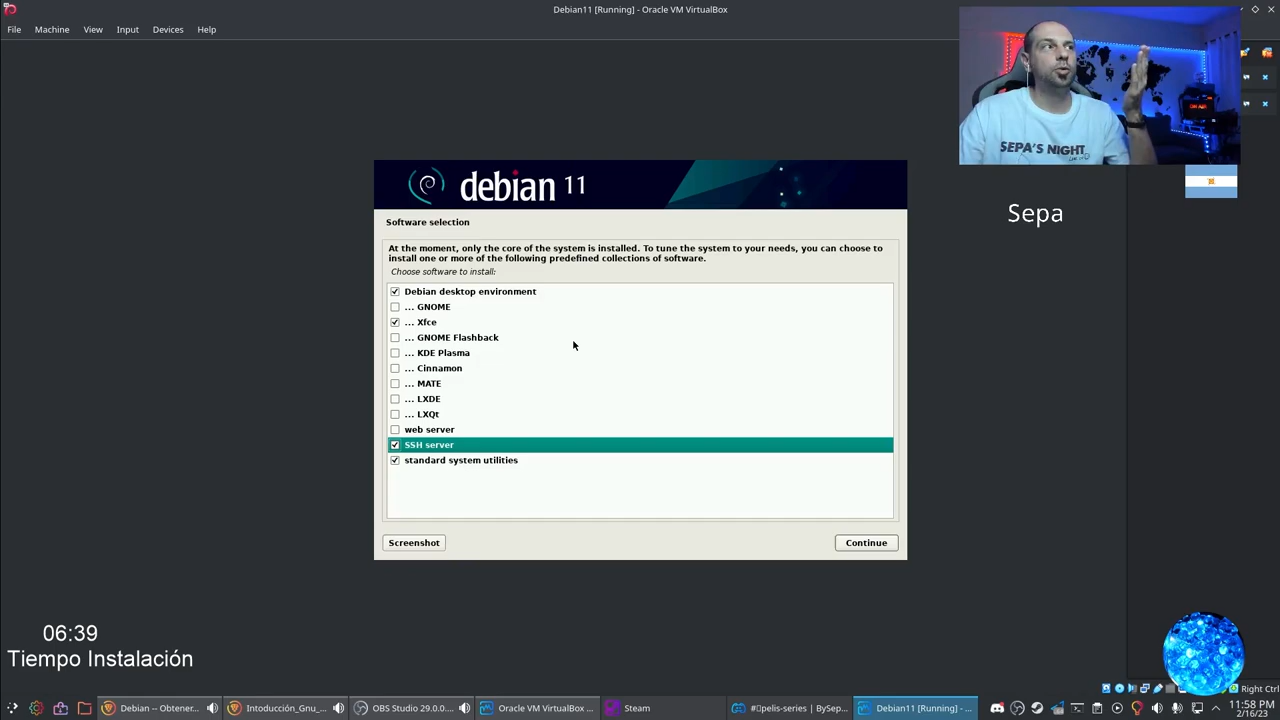 Debian11 [Running] - Oracle VM VirtualBox
File Machine View Input Devices Help
SEPA'S NIGHT
Sepa
debian 11
Software selection
At the moment, only the core of the system is installed. To tune the system to your needs, you can choose to
install one or more of the following predefined collections of software.
Choose software to install:
Debian desktop environment
... GNOME
... Xfce
... GNOME Flashback
... KDE Plasma
... Cinnamon
... MATE
... LXDE
... LXQt
web server
SSH server
standard system utilities
Screenshot
Continue
06:39
Tiempo Instalación
Right Ctrl
Debian – Obtener...
Intoducción_Gnu_...
OBS Studio 29.0.0...
Oracle VM VirtualBox ...
Steam
#pelis-series | BySep...
Debian11 [Running] - ...
11:58 PM
2/16/23